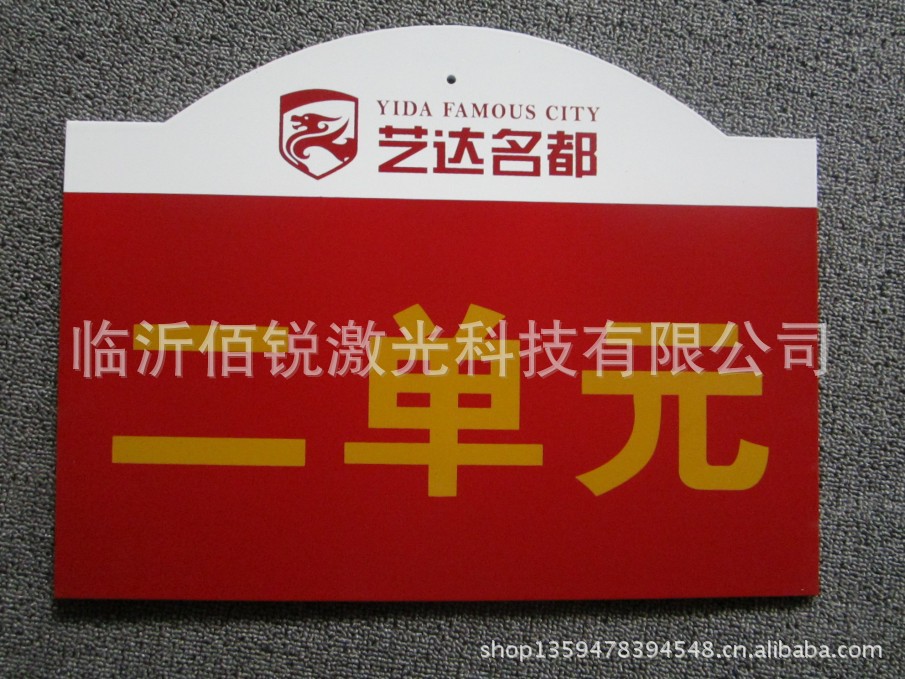 YIDA FAMOUS CITY
艺达名都
临沂佰锐激光科技有限公司
二单元
shop1359478394548.cn.alibaba.com